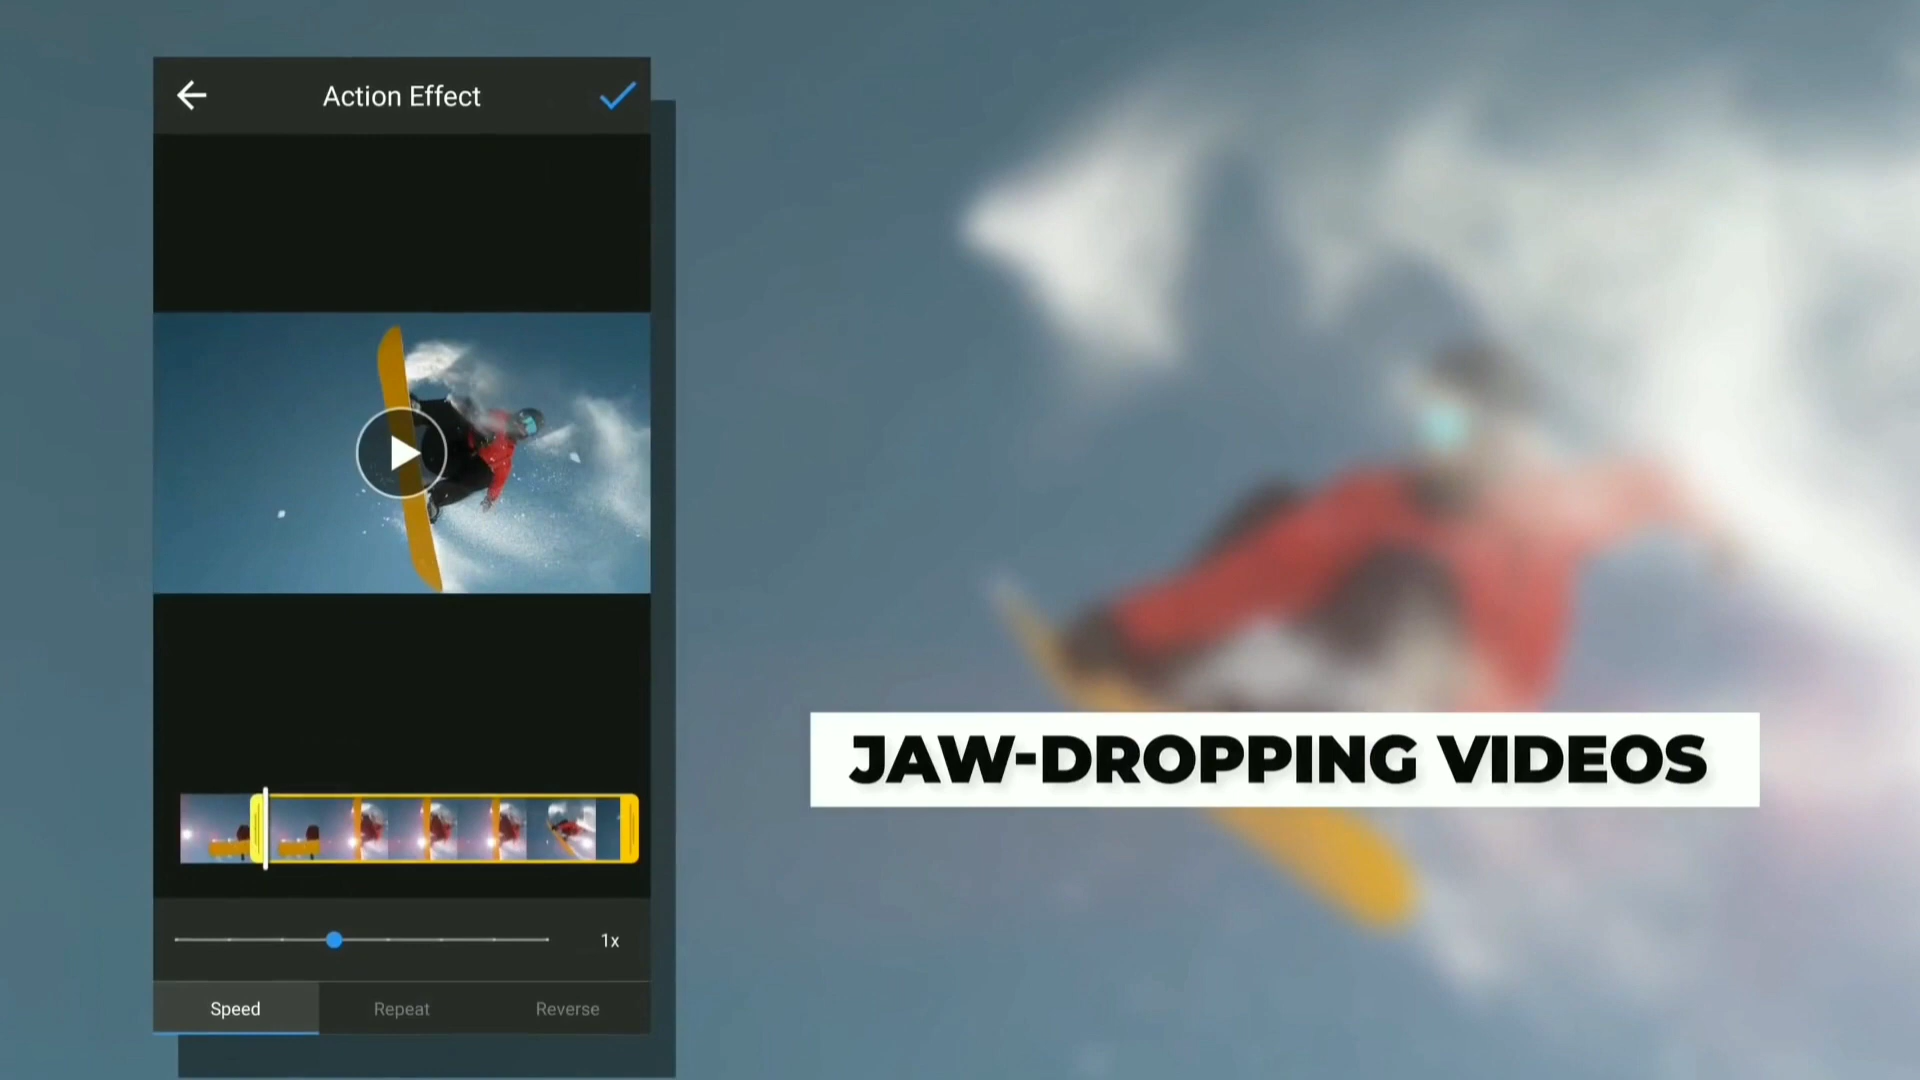 Action Effect
JAW-DROPPING VIDEOS
1x
Speed
Repeat
Reverse